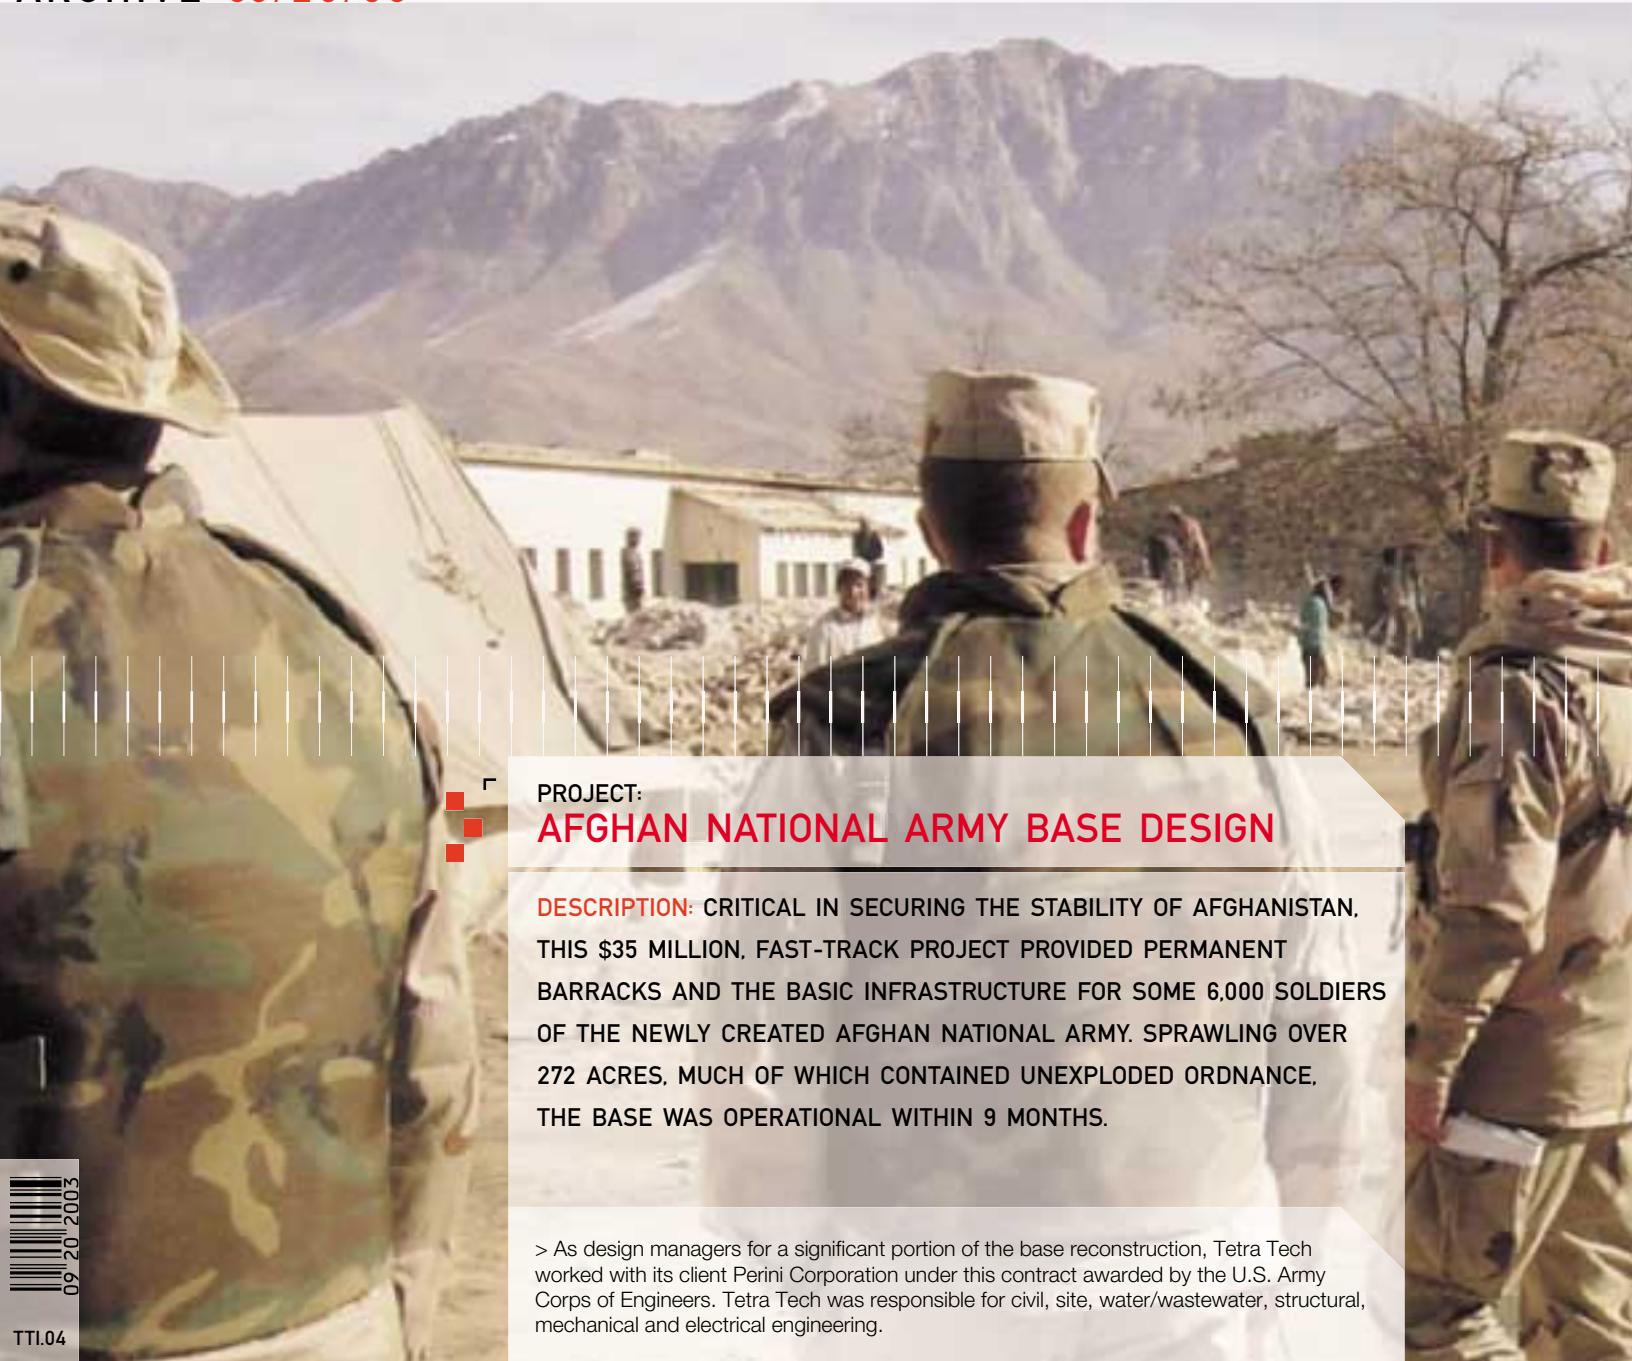 PROJECT:
AFGHAN NATIONAL ARMY BASE DESIGN
DESCRIPTION: CRITICAL IN SECURING THE STABILITY OF AFGHANISTAN,
THIS $35 MILLION, FAST-TRACK PROJECT PROVIDED PERMANENT
BARRACKS AND THE BASIC INFRASTRUCTURE FOR SOME 6,000 SOLDIERS
OF THE NEWLY CREATED AFGHAN NATIONAL ARMY. SPRAWLING OVER
272 ACRES, MUCH OF WHICH CONTAINED UNEXPLODED ORDNANCE,
THE BASE WAS OPERATIONAL WITHIN 9 MONTHS.
> As design managers for a significant portion of the base reconstruction, Tetra Tech
worked with its client Perini Corporation under this contract awarded by the U.S. Army
Corps of Engineers. Tetra Tech was responsible for civil, site, water/wastewater, structural,
mechanical and electrical engineering.
09 20 2003
TTI.04